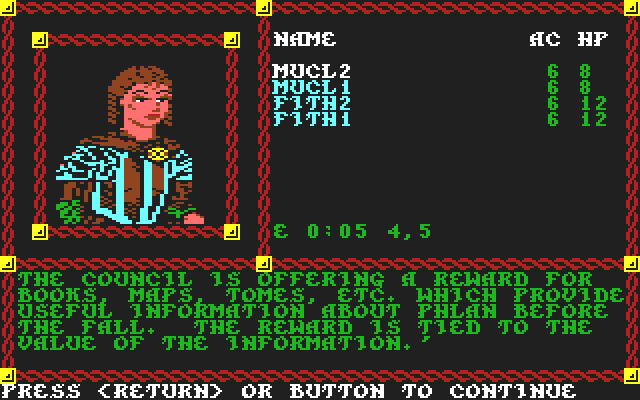 NAME AC HP
MUCL2 6 8
MUCL1 6 8
FITH2 6 12
FITH1 6 12
E 0:05 4,5
THE COUNCIL IS OFFERING A REWARD FOR
BOOKS, MAPS, TOMES, ETC. WHICH PROVIDE
USEFUL INFORMATION ABOUT PHLAN BEFORE
THE FALL. THE REWARD IS TIED TO THE
VALUE OF THE INFORMATION.'
PRESS <RETURN> OR BUTTON TO CONTINUE